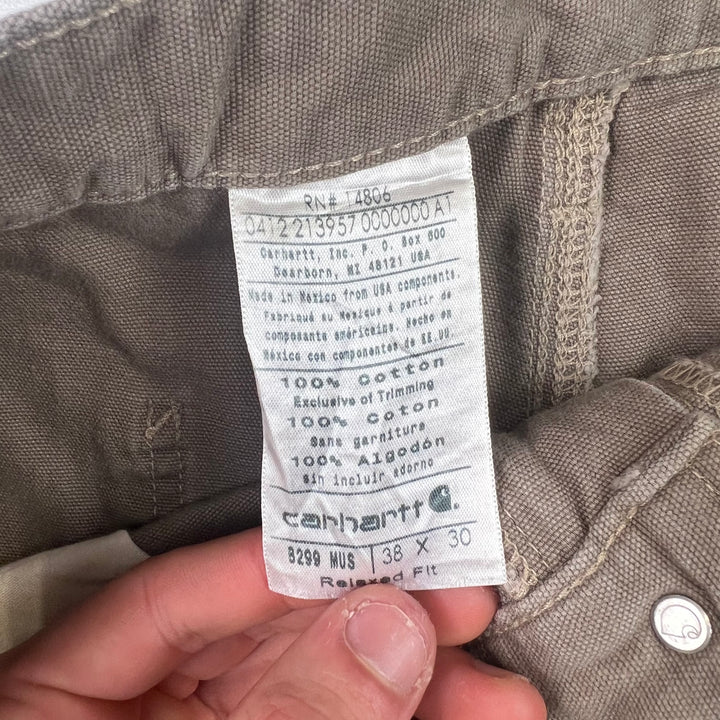 RN# 14806
0412 213957 0000000 A1
Carhartt, Inc. P. O. Box 600
Dearborn, MI 48121 USA
Made in Mexico from USA components.
Fabriqué au Mexique à partir de
composants américains. Hecho en
México con componentes de EE.UU.
100% Cotton
Exclusive of Trimming
100% Coton
Sans garniture
100% Algodón
sin incluir adorno
carhartt
B299 MUS 38 X 30
Relaxed Fit